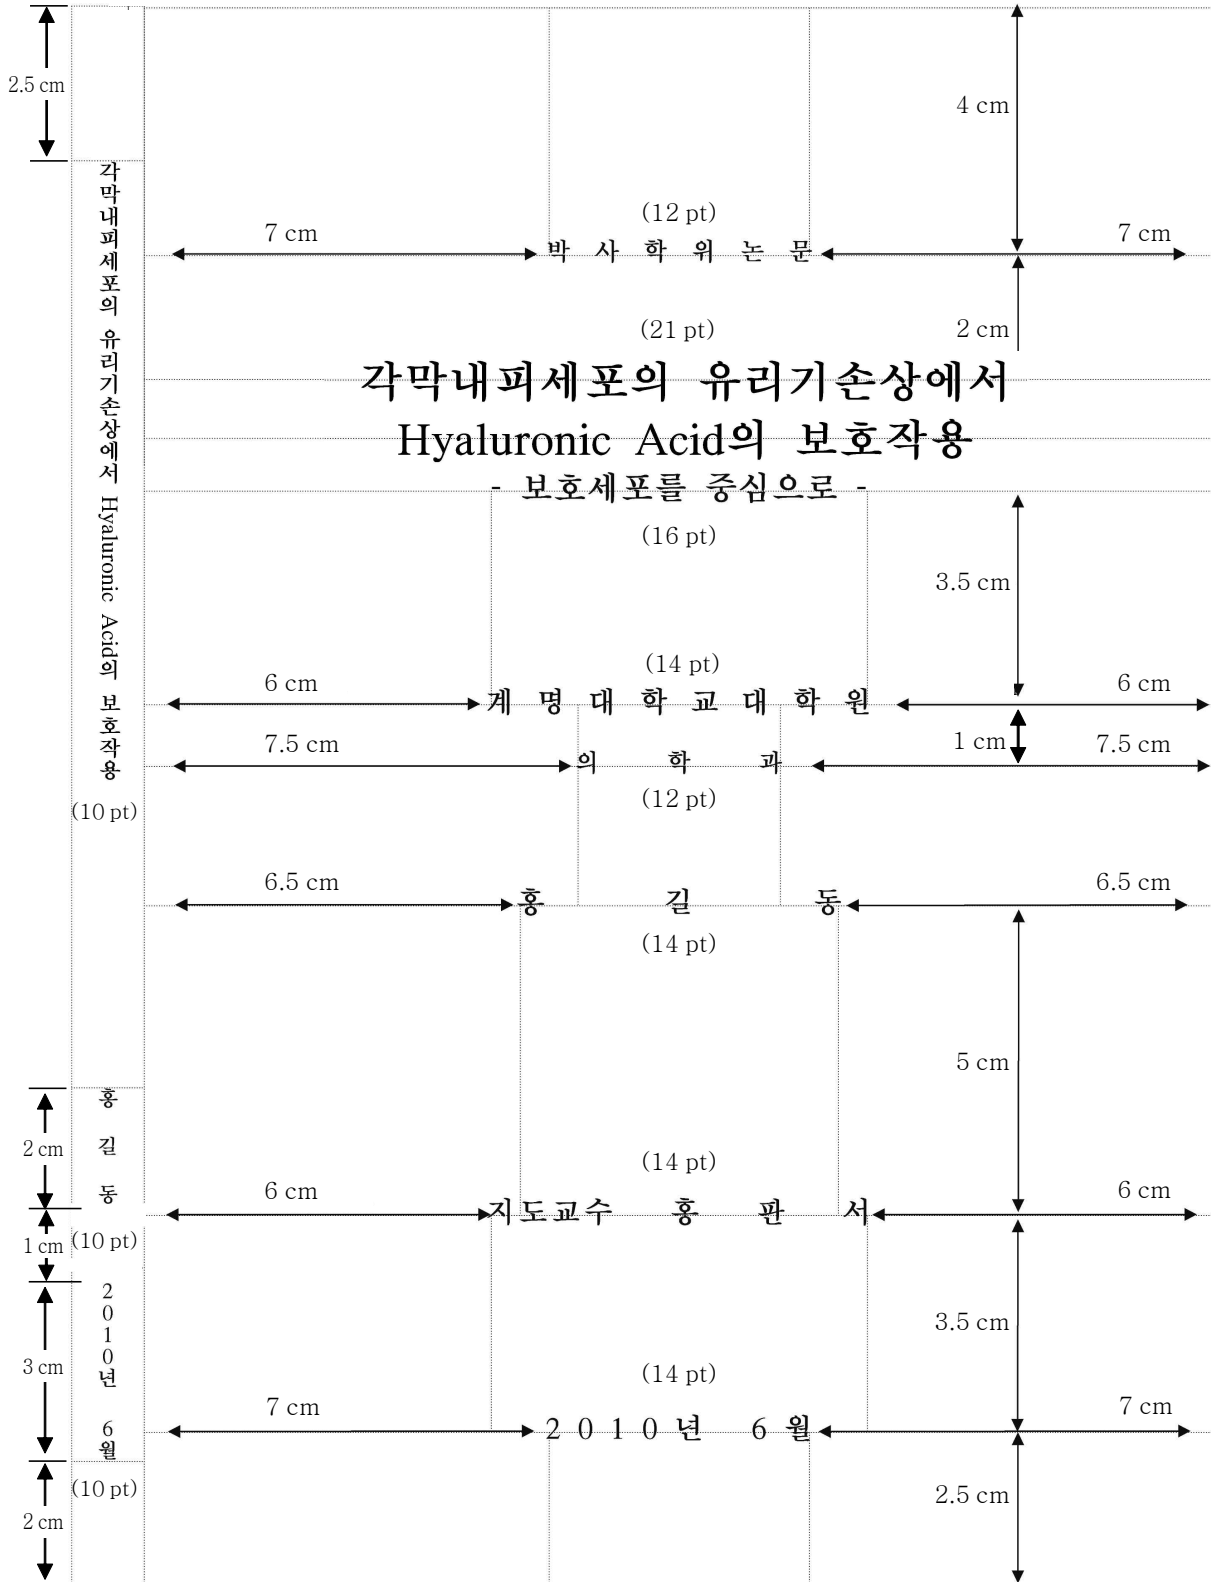 2.5 cm
각막내피세포의 유리기손상에서 Hyaluronic Acid의 보호작용
(10 pt)
2 cm
홍 길 동
1 cm
(10 pt)
3 cm
2010년 6월
(10 pt)
2 cm
4 cm
(12 pt)
7 cm
박 사 학 위 논 문
7 cm
(21 pt)
2 cm
각막내피세포의 유리기손상에서
Hyaluronic Acid의 보호작용
- 보호세포를 중심으로 -
(16 pt)
3.5 cm
(14 pt)
6 cm
계 명 대 학 교 대 학 원
6 cm
7.5 cm
의 학 과
1 cm
7.5 cm
(12 pt)
6.5 cm
홍 길 동
6.5 cm
(14 pt)
5 cm
(14 pt)
6 cm
지도교수 홍 판 서
6 cm
3.5 cm
(14 pt)
7 cm
2 0 1 0 년 6 월
7 cm
2.5 cm